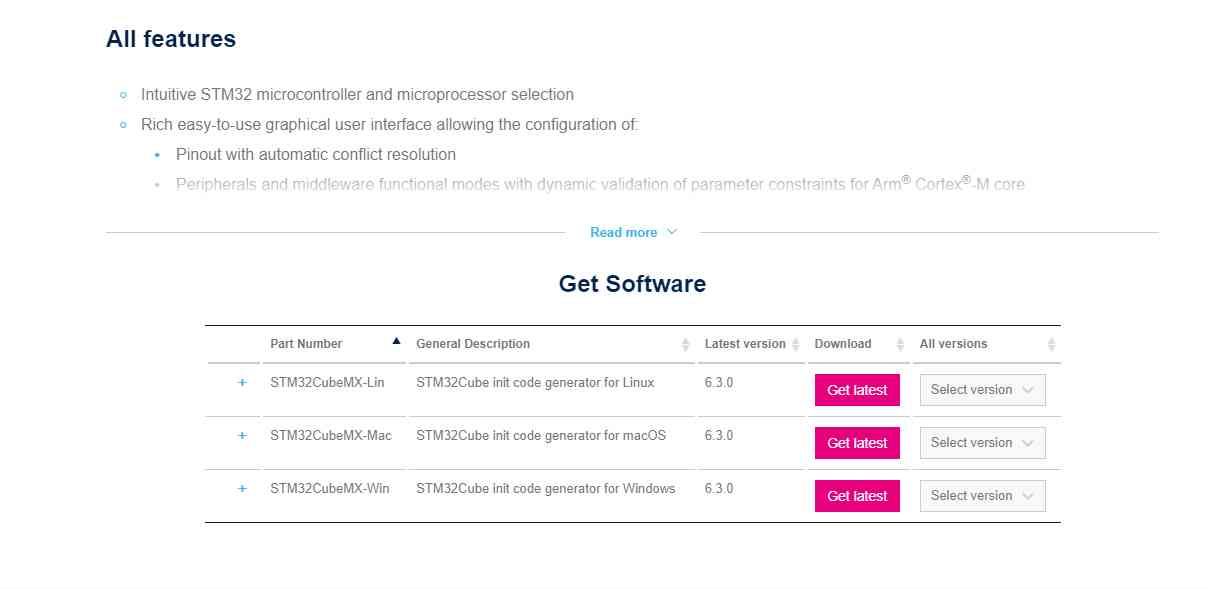 All features
Intuitive STM32 microcontroller and microprocessor selection
Rich easy-to-use graphical user interface allowing the configuration of:
Pinout with automatic conflict resolution
Peripherals and middleware functional modes with dynamic validation of parameter constraints for Arm® Cortex®-M core
Read more
Get Software
Part Number General Description Latest version Download All versions
+ STM32CubeMX-Lin STM32Cube init code generator for Linux 6.3.0 Get latest Select version
+ STM32CubeMX-Mac STM32Cube init code generator for macOS 6.3.0 Get latest Select version
+ STM32CubeMX-Win STM32Cube init code generator for Windows 6.3.0 Get latest Select version